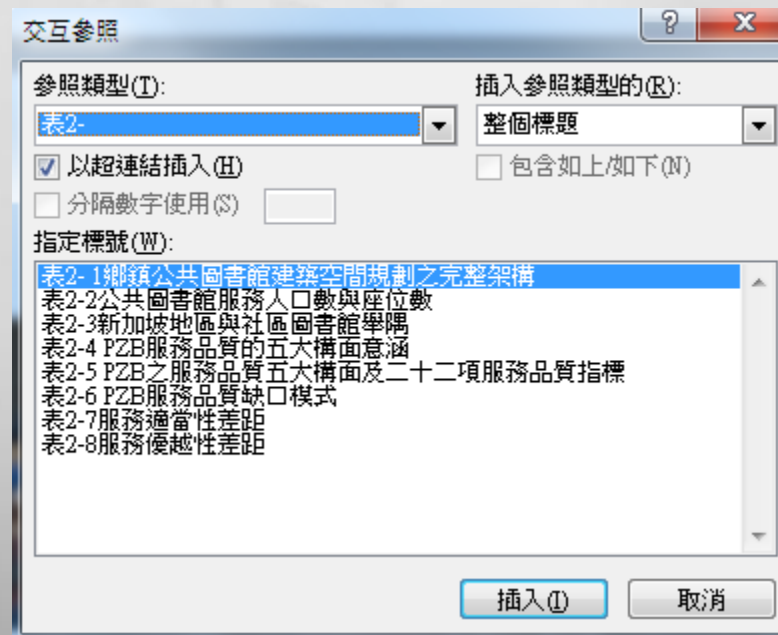 交互參照
參照類型(T):
插入參照類型的(R):
表2-
整個標題
以超連結插入(H)
包含如上/如下(N)
分隔數字使用(S)
指定標號(W):
表2- 1鄉鎮公共圖書館建築空間規劃之完整架構
表2-2公共圖書館服務人口數與座位數
表2-3新加坡地區與社區圖書館舉隅
表2-4 PZB服務品質的五大構面意涵
表2-5 PZB之服務品質五大構面及二十二項服務品質指標
表2-6 PZB服務品質缺口模式
表2-7服務適當性差距
表2-8服務優越性差距
插入(I)
取消